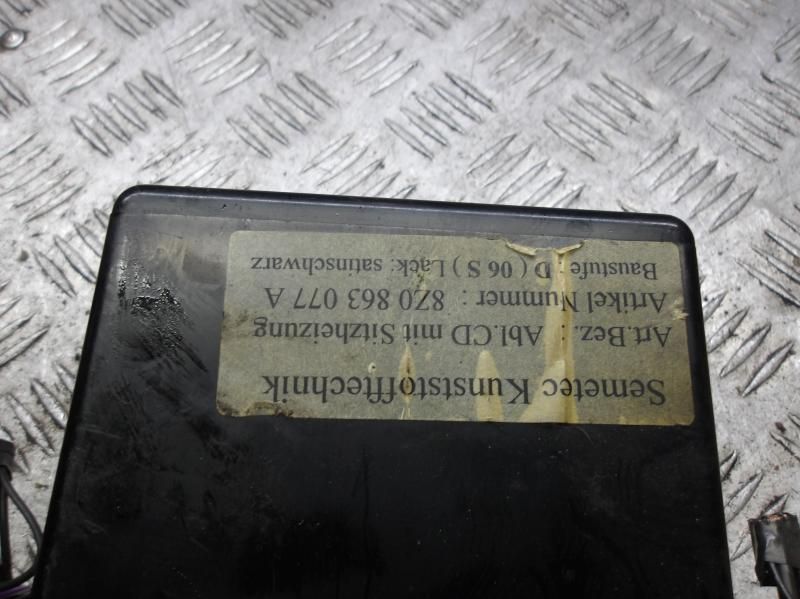 Semetec Kunststofftechnik
Art.Bez.: Abl.CD mit Sitzheizung
Artikel Nummer : 8Z0 863 077 A
Baustufe : D ( 06 S ) Lack: satinschwarz